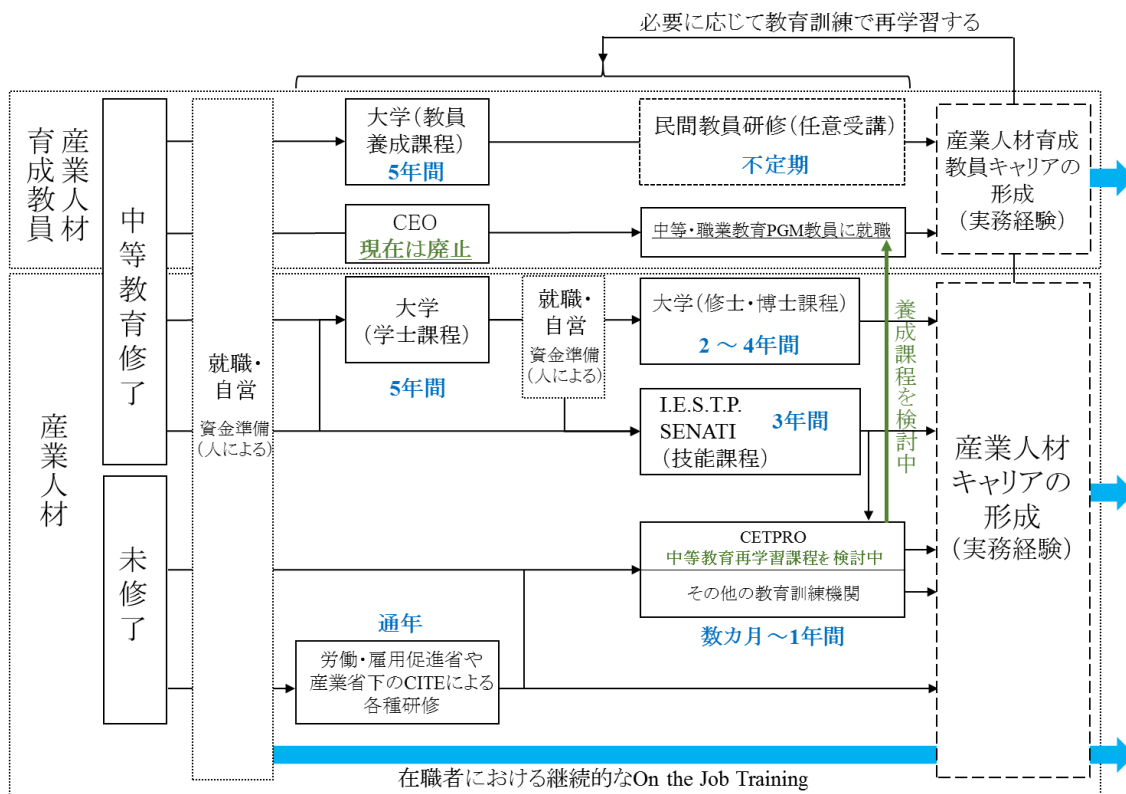 必要に応じて教育訓練で再学習する
産業人材
育成教員
中等教育修了
大学（教員
養成課程）
5年間
民間教員研修（任意受講）
不定期
産業人材育成
教員キャリアの
形成
（実務経験）
CEO
現在は廃止
中等・職業教育PGM教員に就職
産業人材
就職・
自営
資金準備
（人による）
大学
（学士課程）
5年間
就職・
自営
資金準備
（人による）
大学（修士・博士課程）
2 ～ 4年間
養成課程を検討中
I.E.S.T.P.
SENATI
（技能課程）
3年間
産業人材
キャリアの
形成
（実務経験）
未修了
CETPRO
中等教育再学習課程を検討中
その他の教育訓練機関
数カ月～1年間
通年
労働・雇用促進省や
産業省下のCITEによる
各種研修
在職者における継続的なOn the Job Training